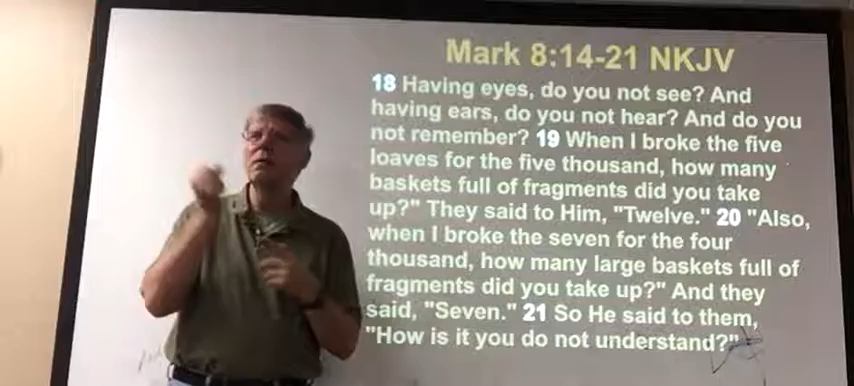 Mark 8:14-21 NKJV
18 Having eyes, do you not see? And
having ears, do you not hear? And do you
not remember? 19 When I broke the five
loaves for the five thousand, how many
baskets full of fragments did you take
up?" They said to Him, "Twelve." 20 "Also,
when I broke the seven for the four
thousand, how many large baskets full of
fragments did you take up?" And they
said, "Seven." 21 So He said to them,
"How is it you do not understand?"